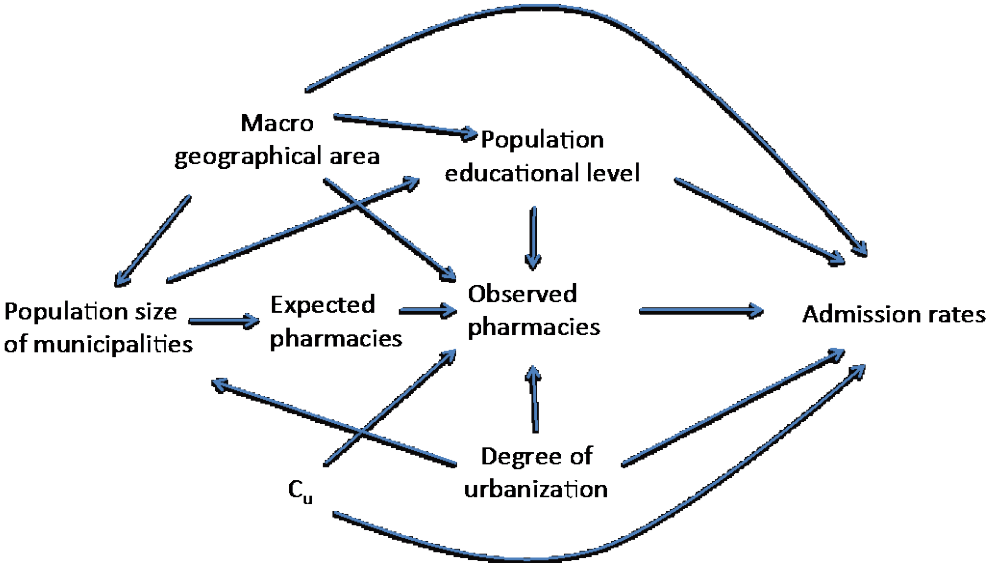 Macro
geographical area
Population
educational level
Population size
of municipalities
Expected
pharmacies
Observed
pharmacies
Admission rates
Cu
Degree of
urbanization